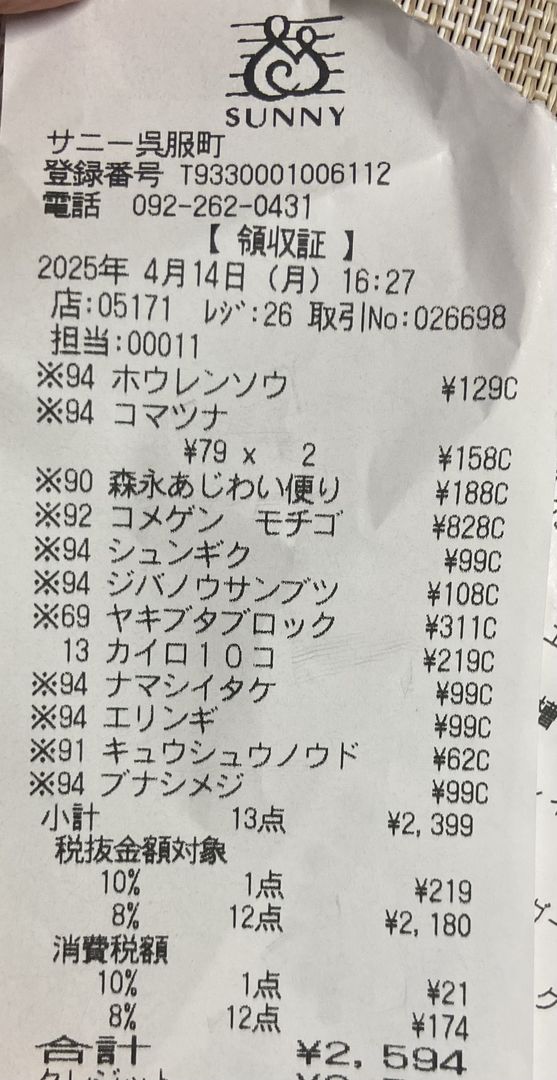 SUNNY
サニー呉服町
登録番号 T9330001006112
電話 092-262-0431
【 領収証 】
2025年 4月14日 (月) 16:27
店:05171 レジ:26 取引No:026698
担当:00011
※94 ホウレンソウ ¥129C
※94 コマツナ
¥79 x 2 ¥158C
※90 森永あじわい便り ¥188C
※92 コメゲン モチゴ ¥828C
※94 シュンギク ¥99C
※94 ジバノウサンブツ ¥108C
※69 ヤキブタブロック ¥311C
13 カイロ10コ ¥219C
※94 ナマシイタケ ¥99C
※94 エリンギ ¥99C
※91 キュウシュウノウド ¥62C
※94 ブナシメジ ¥99C
小計 13点 ¥2,399
税抜金額対象
10% 1点 ¥219
8% 12点 ¥2,180
消費税額
10% 1点 ¥21
8% 12点 ¥174
合計 ¥2,594